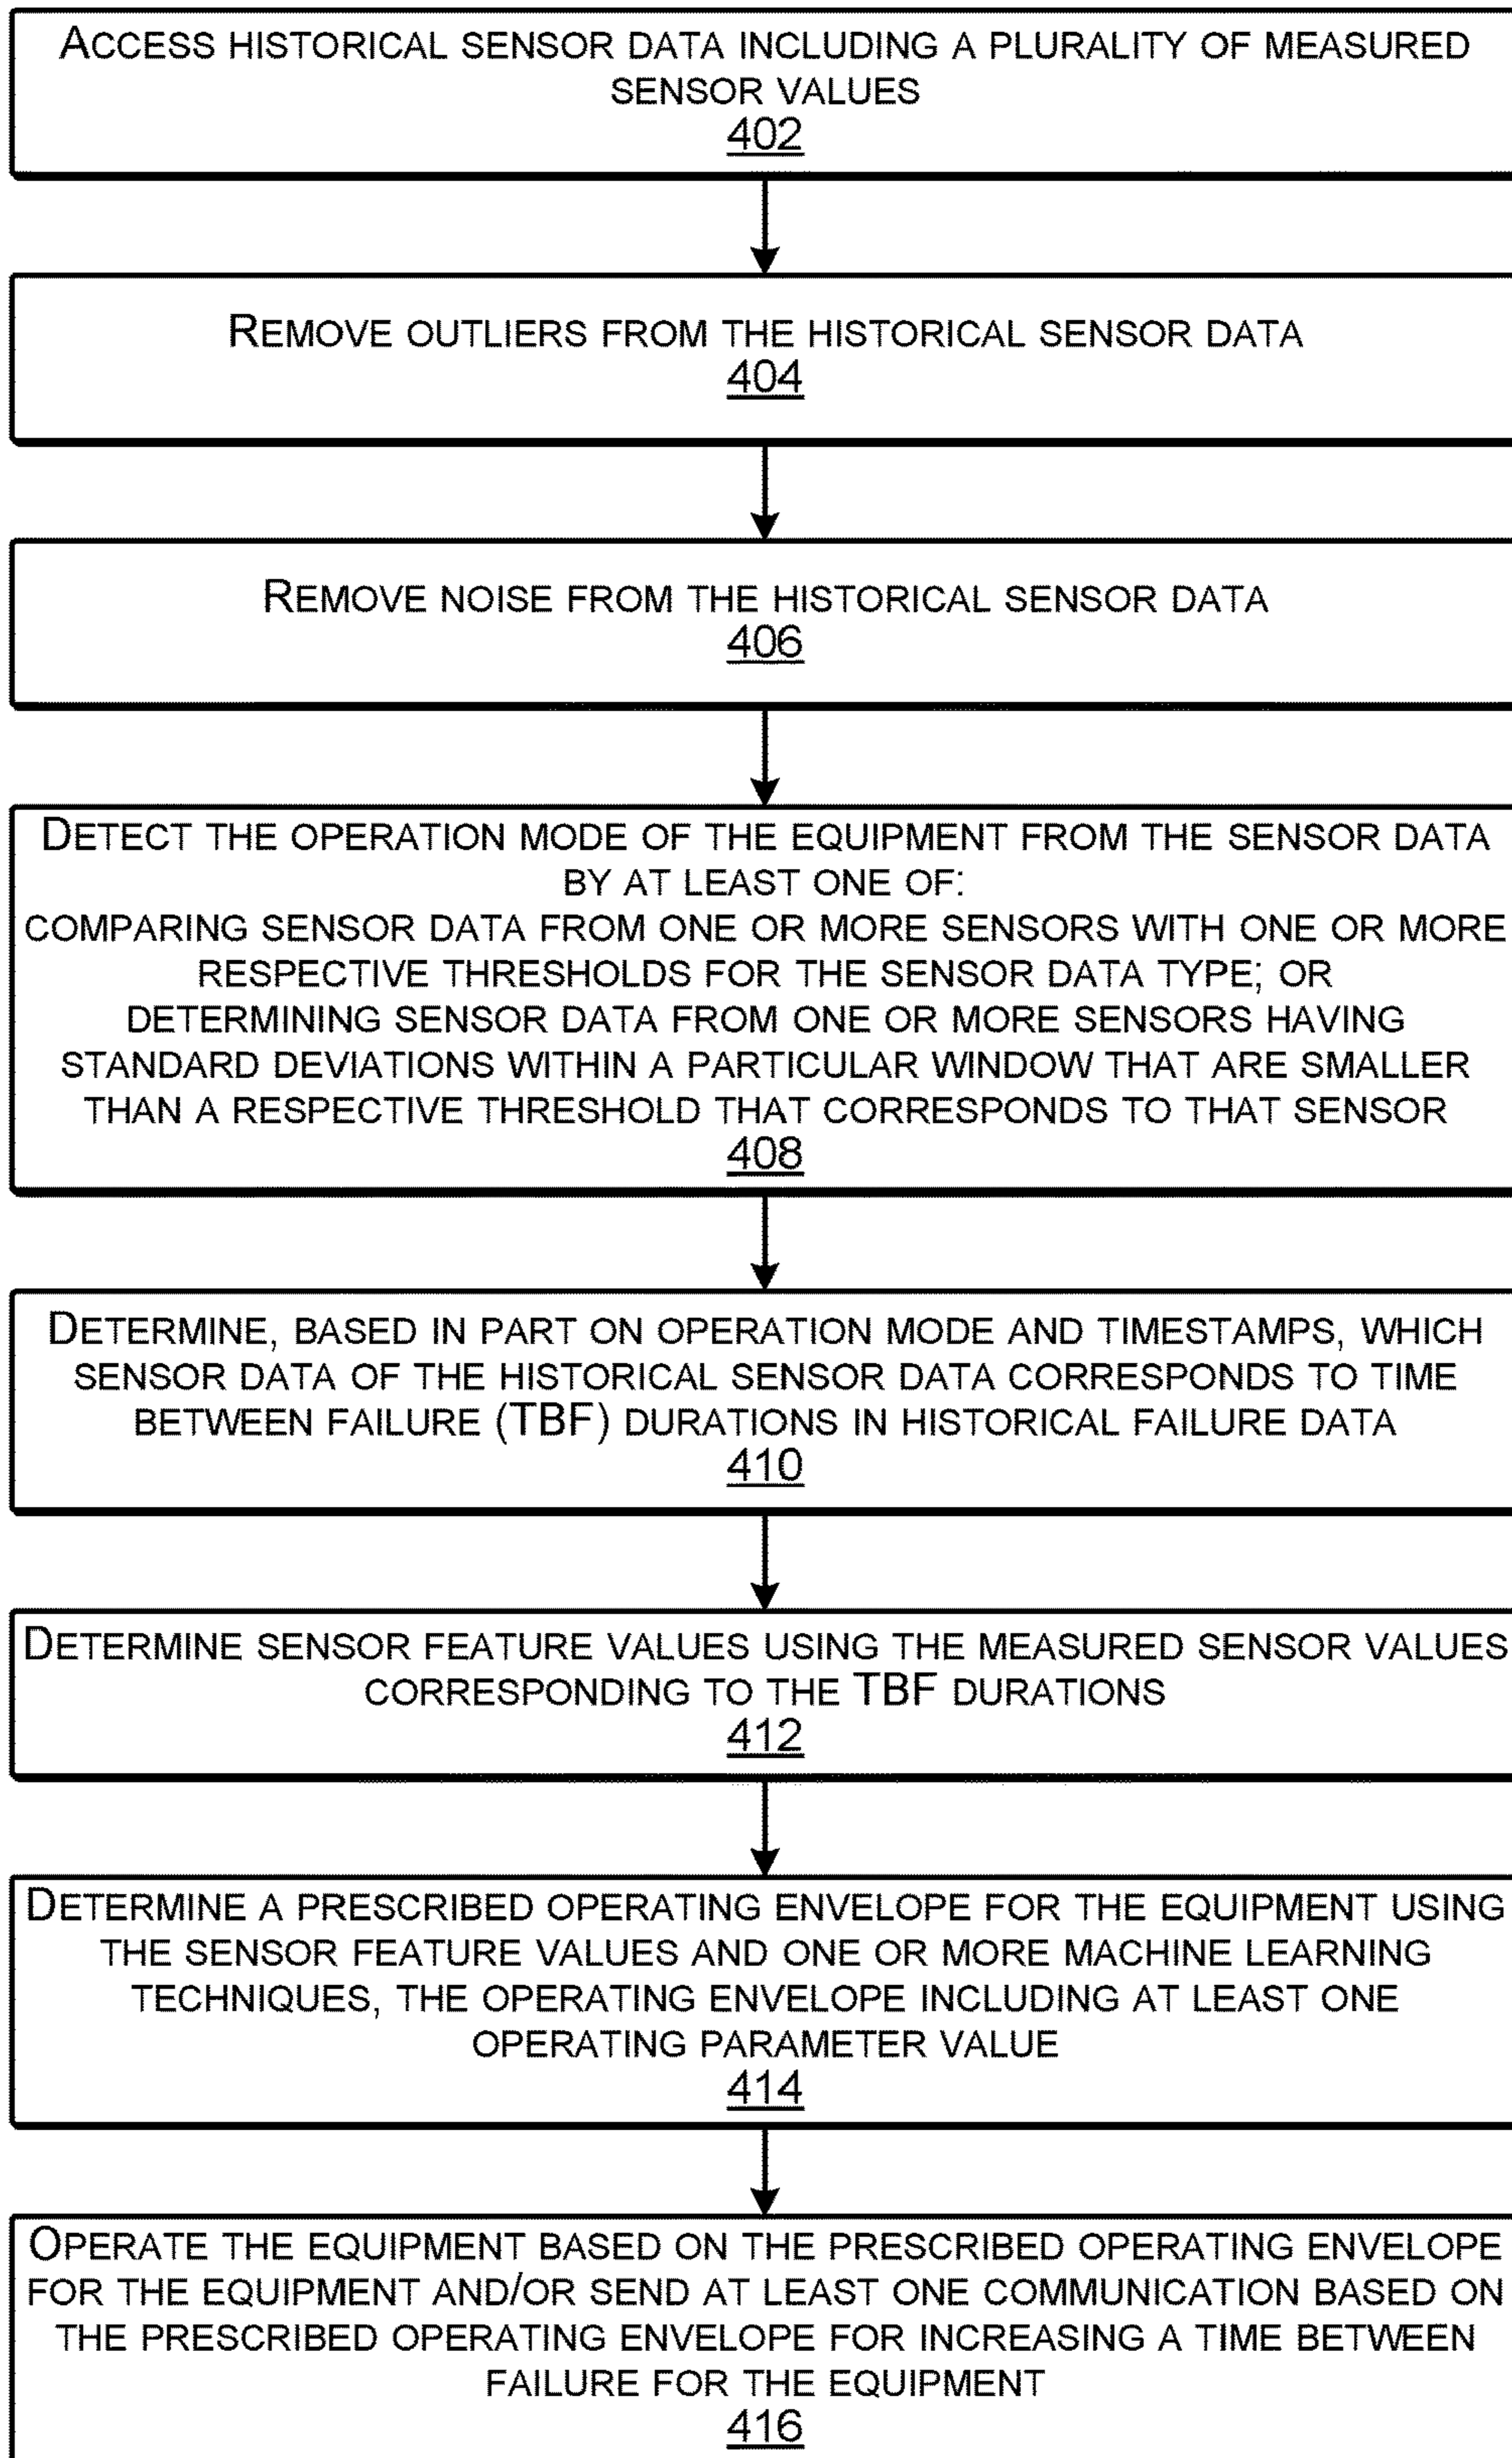 ACCESS HISTORICAL SENSOR DATA INCLUDING A PLURALITY OF MEASURED
SENSOR VALUES
402
REMOVE OUTLIERS FROM THE HISTORICAL SENSOR DATA
404
REMOVE NOISE FROM THE HISTORICAL SENSOR DATA
406
DETECT THE OPERATION MODE OF THE EQUIPMENT FROM THE SENSOR DATA
BY AT LEAST ONE OF:
COMPARING SENSOR DATA FROM ONE OR MORE SENSORS WITH ONE OR MORE
RESPECTIVE THRESHOLDS FOR THE SENSOR DATA TYPE; OR
DETERMINING SENSOR DATA FROM ONE OR MORE SENSORS HAVING
STANDARD DEVIATIONS WITHIN A PARTICULAR WINDOW THAT ARE SMALLER
THAN A RESPECTIVE THRESHOLD THAT CORRESPONDS TO THAT SENSOR
408
DETERMINE, BASED IN PART ON OPERATION MODE AND TIMESTAMPS, WHICH
SENSOR DATA OF THE HISTORICAL SENSOR DATA CORRESPONDS TO TIME
BETWEEN FAILURE (TBF) DURATIONS IN HISTORICAL FAILURE DATA
410
DETERMINE SENSOR FEATURE VALUES USING THE MEASURED SENSOR VALUES
CORRESPONDING TO THE TBF DURATIONS
412
DETERMINE A PRESCRIBED OPERATING ENVELOPE FOR THE EQUIPMENT USING
THE SENSOR FEATURE VALUES AND ONE OR MORE MACHINE LEARNING
TECHNIQUES, THE OPERATING ENVELOPE INCLUDING AT LEAST ONE
OPERATING PARAMETER VALUE
414
OPERATE THE EQUIPMENT BASED ON THE PRESCRIBED OPERATING ENVELOPE
FOR THE EQUIPMENT AND/OR SEND AT LEAST ONE COMMUNICATION BASED ON
THE PRESCRIBED OPERATING ENVELOPE FOR INCREASING A TIME BETWEEN
FAILURE FOR THE EQUIPMENT
416